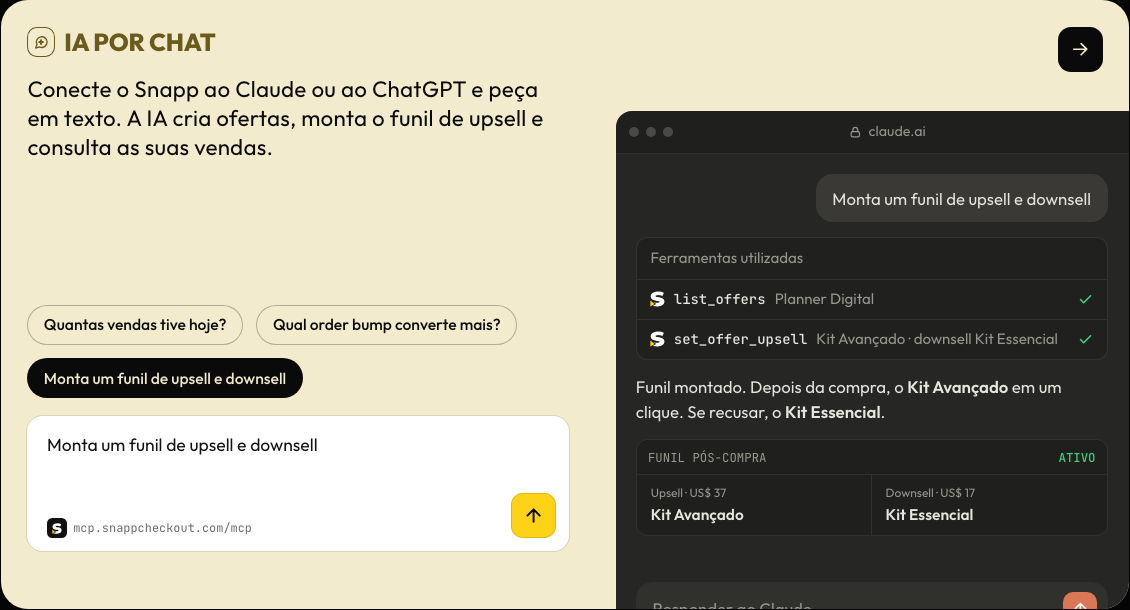 IA POR CHAT
Conecte o Snapp ao Claude ou ao ChatGPT e peça
em texto. A IA cria ofertas, monta o funil de upsell e
consulta as suas vendas.
Quantas vendas tive hoje?
Qual order bump converte mais?
Monta um funil de upsell e downsell
Monta um funil de upsell e downsell
S mcp.snappcheckout.com/mcp
claude.ai
Monta um funil de upsell e downsell
Ferramentas utilizadas
S list_offers Planner Digital
S set_offer_upsell Kit Avançado · downsell Kit Essencial
Funil montado. Depois da compra, o Kit Avançado em um
clique. Se recusar, o Kit Essencial.
FUNIL PÓS-COMPRA
ATIVO
Upsell · US$ 37
Kit Avançado
Downsell · US$ 17
Kit Essencial
Responder ao Claude